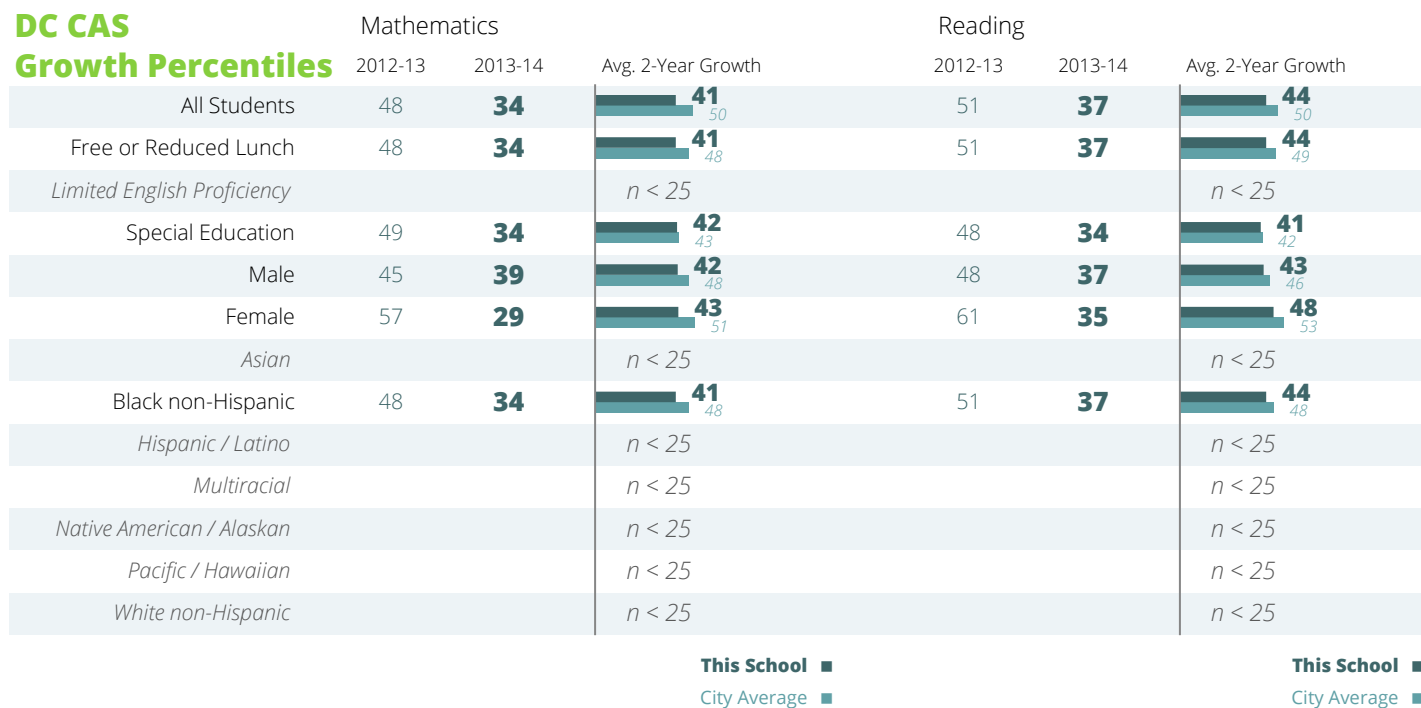 DC CAS
Growth Percentiles
Mathematics Reading
2012-13 2013-14 Avg. 2-Year Growth 2012-13 2013-14 Avg. 2-Year Growth
All Students 48 34 41 50 51 37 44 50
Free or Reduced Lunch 48 34 41 48 51 37 44 49
Limited English Proficiency n < 25 n < 25
Special Education 49 34 42 43 48 34 41 42
Male 45 39 42 48 48 37 43 46
Female 57 29 43 51 61 35 48 53
Asian n < 25 n < 25
Black non-Hispanic 48 34 41 48 51 37 44 48
Hispanic / Latino n < 25 n < 25
Multiracial n < 25 n < 25
Native American / Alaskan n < 25 n < 25
Pacific / Hawaiian n < 25 n < 25
White non-Hispanic n < 25 n < 25
This School This School
City Average City Average